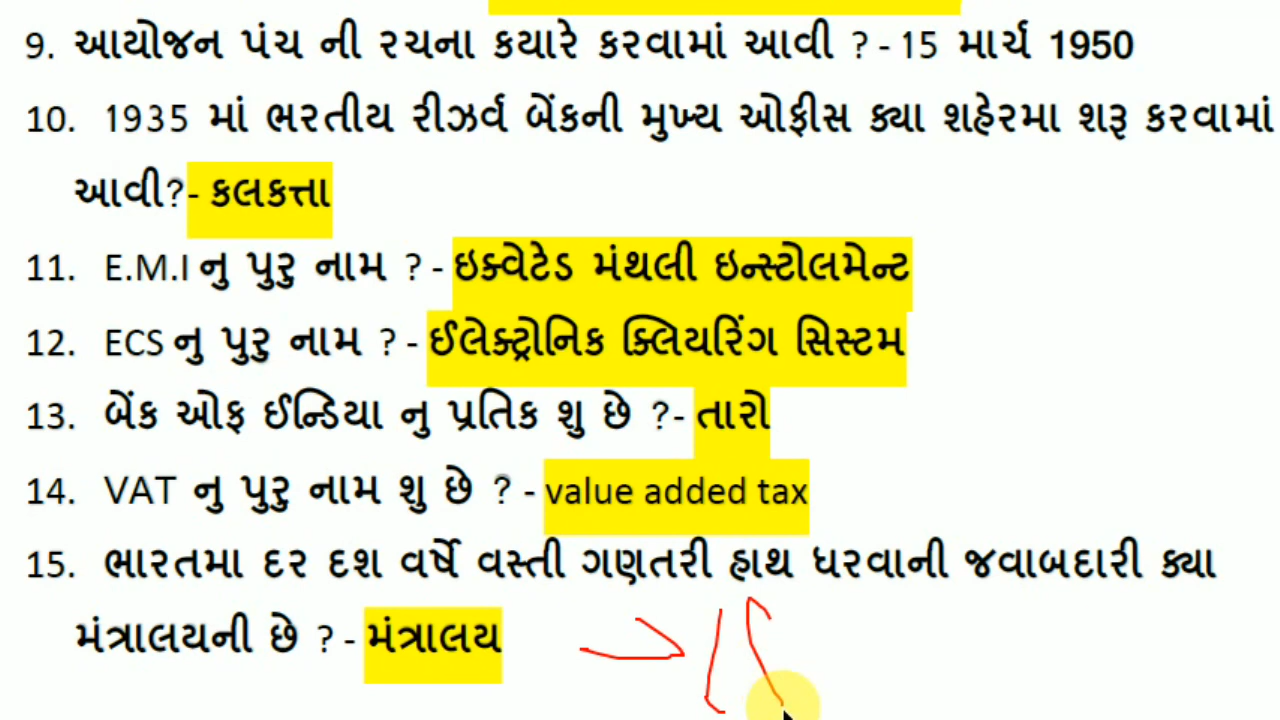 9. આયોજન પંચ ની રચના કયારે કરવામાં આવી ? - 15 માર્ચ 1950
10. 1935 માં ભરતીય રીઝર્વ બેંકની મુખ્ય ઓફીસ ક્યા શહેરમા શરૂ કરવામાં
આવી?- કલકત્તા
11. E.M.I નુ પુરુ નામ ? - ઇક્વેટેડ મંથલી ઇન્સ્ટોલમેન્ટ
12. ECS નુ પુરુ નામ ? - ઈલેક્ટ્રોનિક ક્લિયરિંગ સિસ્ટમ
13. બેંક ઓફ ઈન્ડિયા નુ પ્રતિક શુ છે ?- તારો
14. VAT નુ પુરુ નામ શુ છે ? - value added tax
15. ભારતમા દર દશ વર્ષે વસ્તી ગણતરી હાથ ધરવાની જવાબદારી ક્યા
મંત્રાલયની છે ? - મંત્રાલય